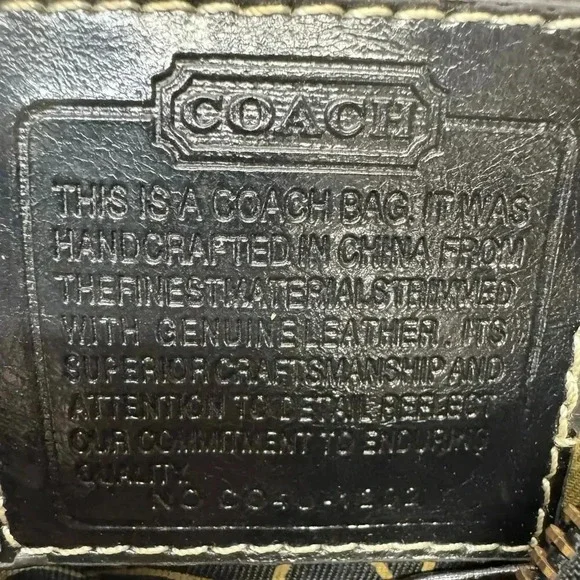 COACH
THIS IS A COACH BAG. IT WAS
HANDCRAFTED IN CHINA FROM
THE FINEST MATERIALS TRIMMED
WITH GENUINE LEATHER. ITS
SUPERIOR CRAFTSMANSHIP AND
ATTENTION TO DETAIL REFLECT
OUR COMMITMENT TO ENDURING
QUALITY.
NO